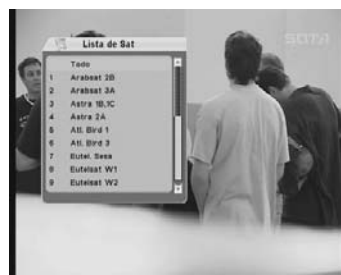 Lista de Sat
Todo
1 Arabsat 2B
2 Arabsat 3A
3 Astra 1B,1C
4 Astra 2A
5 Atl. Bird 1
6 Atl. Bird 3
7 Eutel. Sesa
8 Eutelsat W1
9 Eutelsat W2